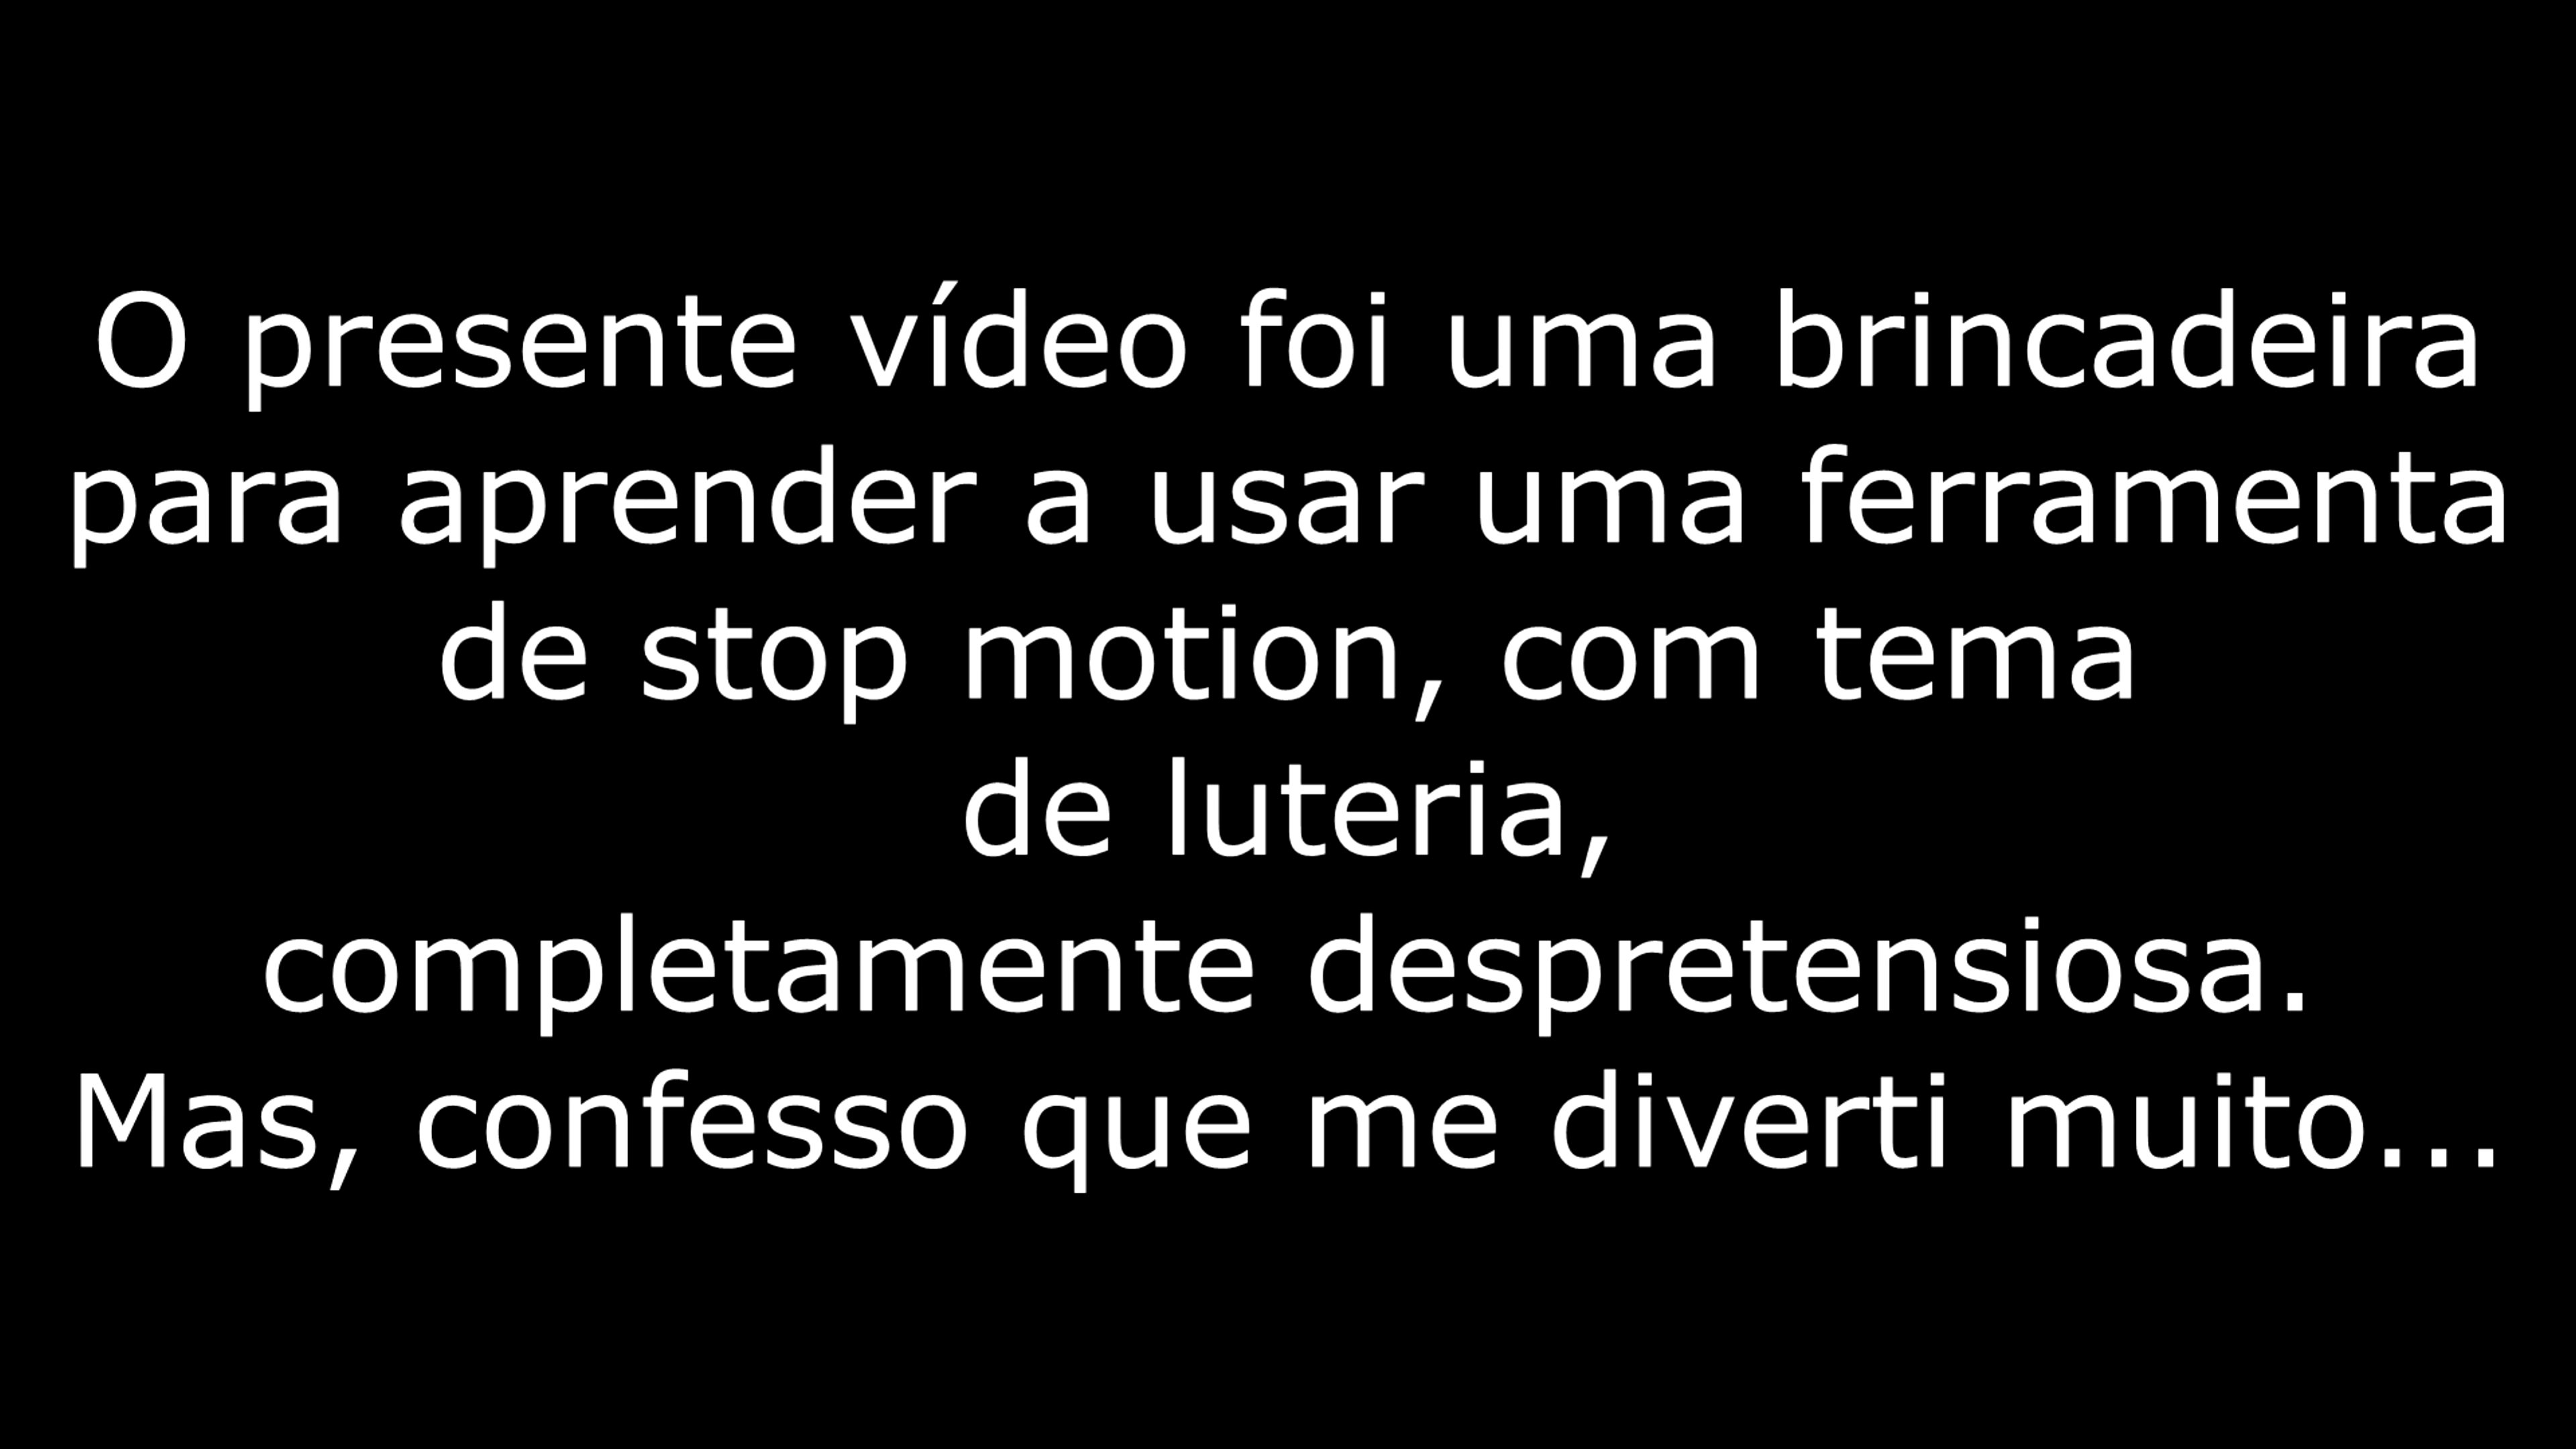 O presente vídeo foi uma brincadeira
para aprender a usar uma ferramenta
de stop motion, com tema
de luteria,
completamente despretensiosa.
Mas, confesso que me diverti muito...